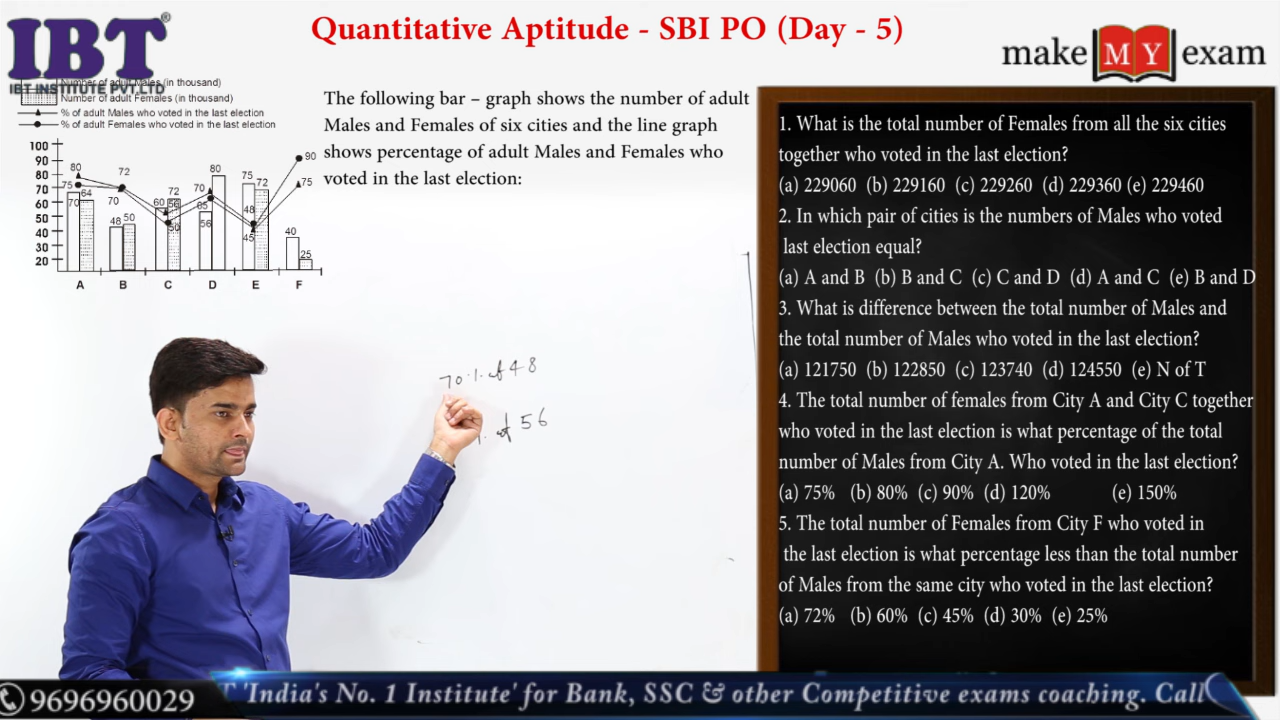 Quantitative Aptitude - SBI PO (Day - 5)
IBT®
IBT INSTITUTE PVT.LTD
make MY exam
Number of adult Males (in thousand)
Number of adult Females (in thousand)
% of adult Males who voted in the last election
% of adult Females who voted in the last election
The following bar – graph shows the number of adult
Males and Females of six cities and the line graph
shows percentage of adult Males and Females who
voted in the last election:
100
90
80
70
60
50
40
30
20
80
75
70
64
72
70
48
50
60
72
56
50
70
80
65
56
75
72
48
45
90
75
40
25
A B C D E F
70% of 48
% of 56
1. What is the total number of Females from all the six cities
together who voted in the last election?
(a) 229060 (b) 229160 (c) 229260 (d) 229360 (e) 229460
2. In which pair of cities is the numbers of Males who voted
last election equal?
(a) A and B (b) B and C (c) C and D (d) A and C (e) B and D
3. What is difference between the total number of Males and
the total number of Males who voted in the last election?
(a) 121750 (b) 122850 (c) 123740 (d) 124550 (e) N of T
4. The total number of females from City A and City C together
who voted in the last election is what percentage of the total
number of Males from City A. Who voted in the last election?
(a) 75% (b) 80% (c) 90% (d) 120% (e) 150%
5. The total number of Females from City F who voted in
the last election is what percentage less than the total number
of Males from the same city who voted in the last election?
(a) 72% (b) 60% (c) 45% (d) 30% (e) 25%
9696960029
T 'India's No. 1 Institute' for Bank, SSC & other Competitive exams coaching. Call